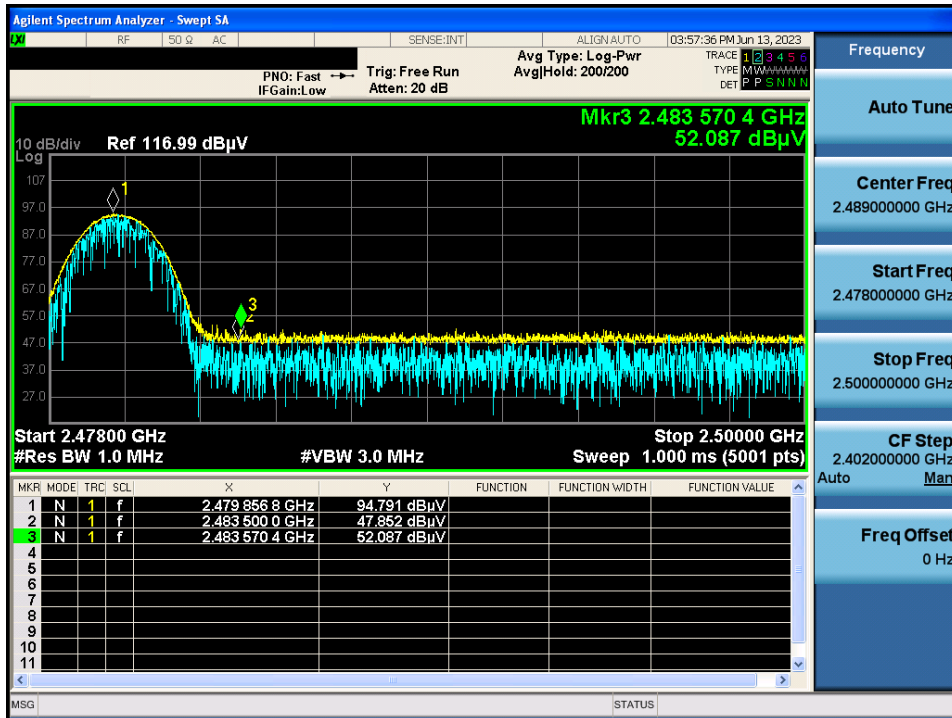 Agilent Spectrum Analyzer - Swept SA
LXI RF 50 Ω AC SENSE:INT ALIGN AUTO 03:57:36 PM Jun 13, 2023
PNO: Fast
IFGain:Low
Trig: Free Run
Atten: 20 dB
Avg Type: Log-Pwr
Avg|Hold: 200/200
TRACE 1 2 3 4 5 6
TYPE MWWWWW
DET P P S N N N
Mkr3 2.483 570 4 GHz
52.087 dBµV
10 dB/div Ref 116.99 dBµV
Log
107
97.0
87.0
77.0
67.0
57.0
47.0
37.0
27.0
1
3
2
Start 2.47800 GHz Stop 2.50000 GHz
#Res BW 1.0 MHz #VBW 3.0 MHz Sweep 1.000 ms (5001 pts)
MKR MODE TRC SCL X Y FUNCTION FUNCTION WIDTH FUNCTION VALUE
1 N 1 f 2.479 856 8 GHz 94.791 dBµV
2 N 1 f 2.483 500 0 GHz 47.852 dBµV
3 N 1 f 2.483 570 4 GHz 52.087 dBµV
4
5
6
7
8
9
10
11
MSG STATUS
Frequency
Auto Tune
Center Freq
2.489000000 GHz
Start Freq
2.478000000 GHz
Stop Freq
2.500000000 GHz
CF Step
2.402000000 GHz
Auto Man
Freq Offset
0 Hz